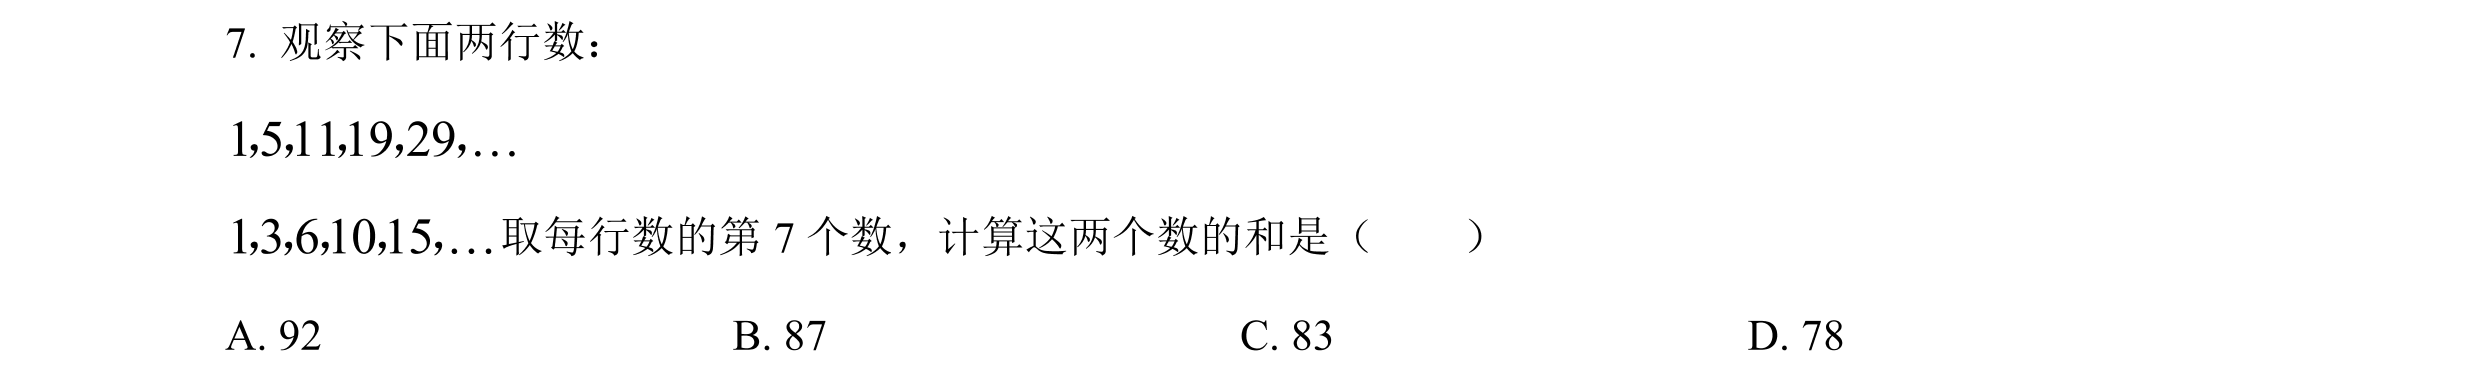 7. 观察下面两行数：
1,5,11,19,29,…
1,3,6,10,15,…取每行数的第 7 个数，计算这两个数的和是（　　）
A. 92　　B. 87　　C. 83　　D. 78